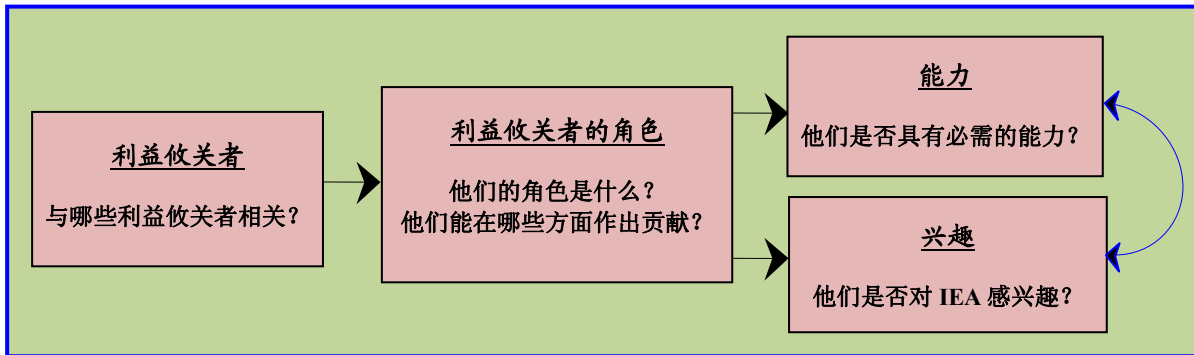 利益攸关者
与哪些利益攸关者相关？
利益攸关者的角色
他们的角色是什么？
他们能在哪些方面作出贡献？
能力
他们是否具有必需的能力？
兴趣
他们是否对 IEA 感兴趣？